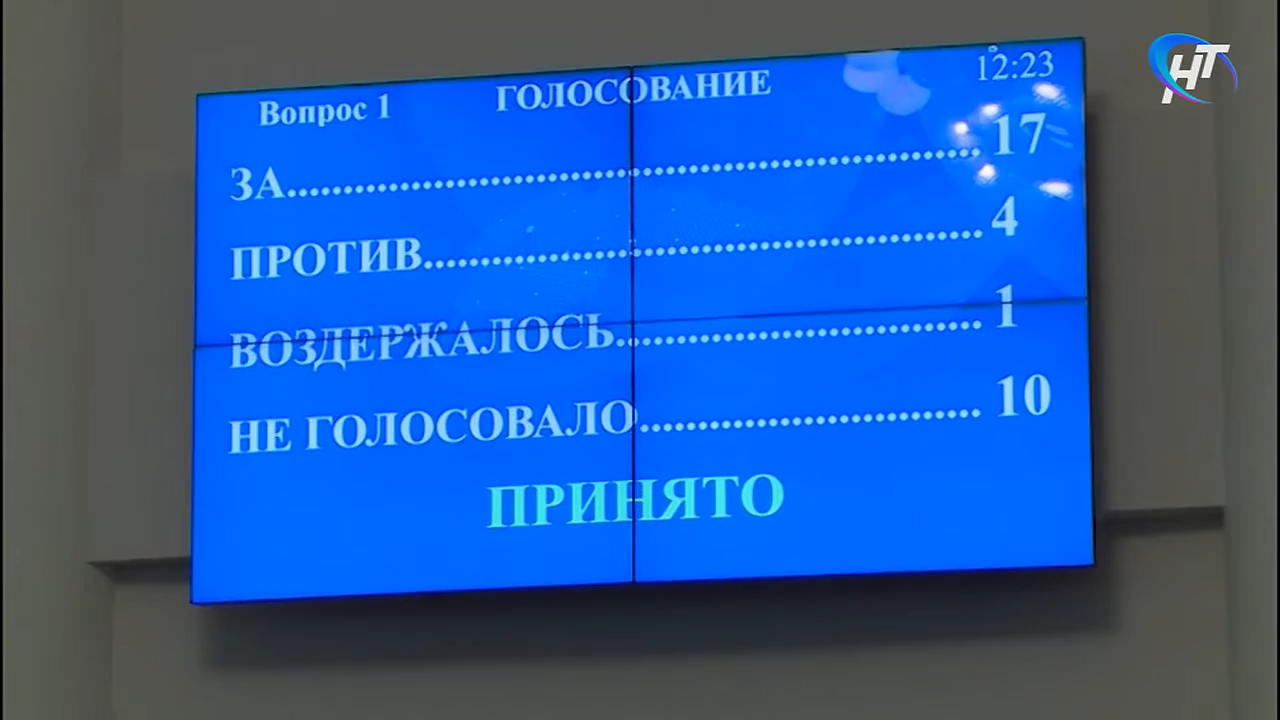 НТ
Вопрос 1 ГОЛОСОВАНИЕ 12:23
ЗА.................................................................. 17
ПРОТИВ..................................................... 4
ВОЗДЕРЖАЛОСЬ.................................. 1
НЕ ГОЛОСОВАЛО................................ 10
ПРИНЯТО